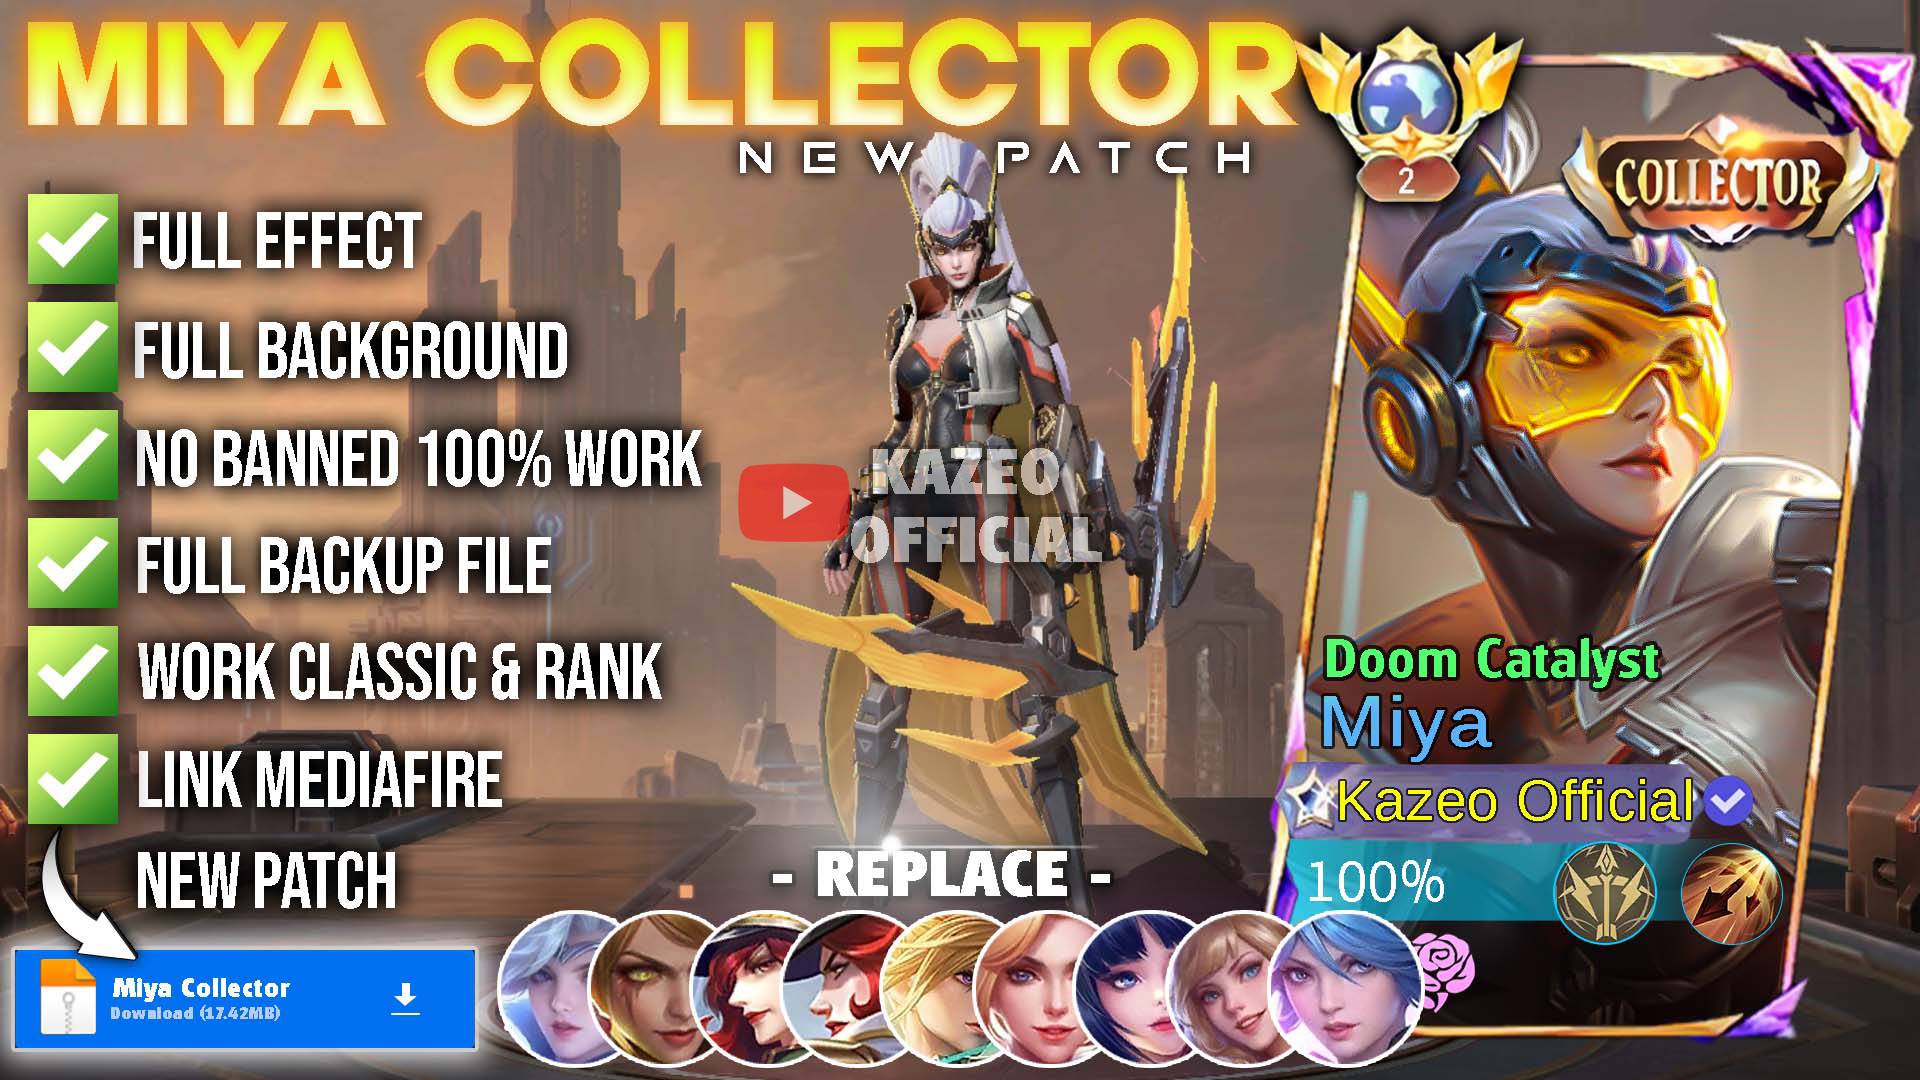 MIYA COLLECTOR
NEW PATCH
2
COLLECTOR
FULL EFFECT
FULL BACKGROUND
NO BANNED 100% WORK
KAZEO
OFFICIAL
FULL BACKUP FILE
WORK CLASSIC & RANK
LINK MEDIAFIRE
NEW PATCH
Miya Collector
Download (17.42MB)
- REPLACE -
Doom Catalyst
Miya
Kazeo Official
100%